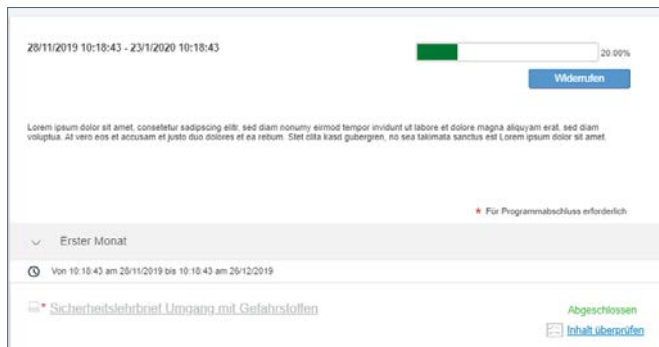 28/11/2019 10:18:43 - 23/1/2020 10:18:43
20.00%
Widerrufen
Lorem ipsum dolor sit amet, consetetur sadipscing elitr, sed diam nonumy eirmod tempor invidunt ut labore et dolore magna aliquyam erat, sed diam
voluptua. At vero eos et accusam et justo duo dolores et ea rebum. Stet clita kasd gubergren, no sea takimata sanctus est Lorem ipsum dolor sit amet.
* Für Programmabschluss erforderlich
Erster Monat
Von 10:18:43 am 28/11/2019 bis 10:18:43 am 26/12/2019
* Sicherheitslehrbrief Umgang mit Gefahrstoffen
Abgeschlossen
Inhalt überprüfen